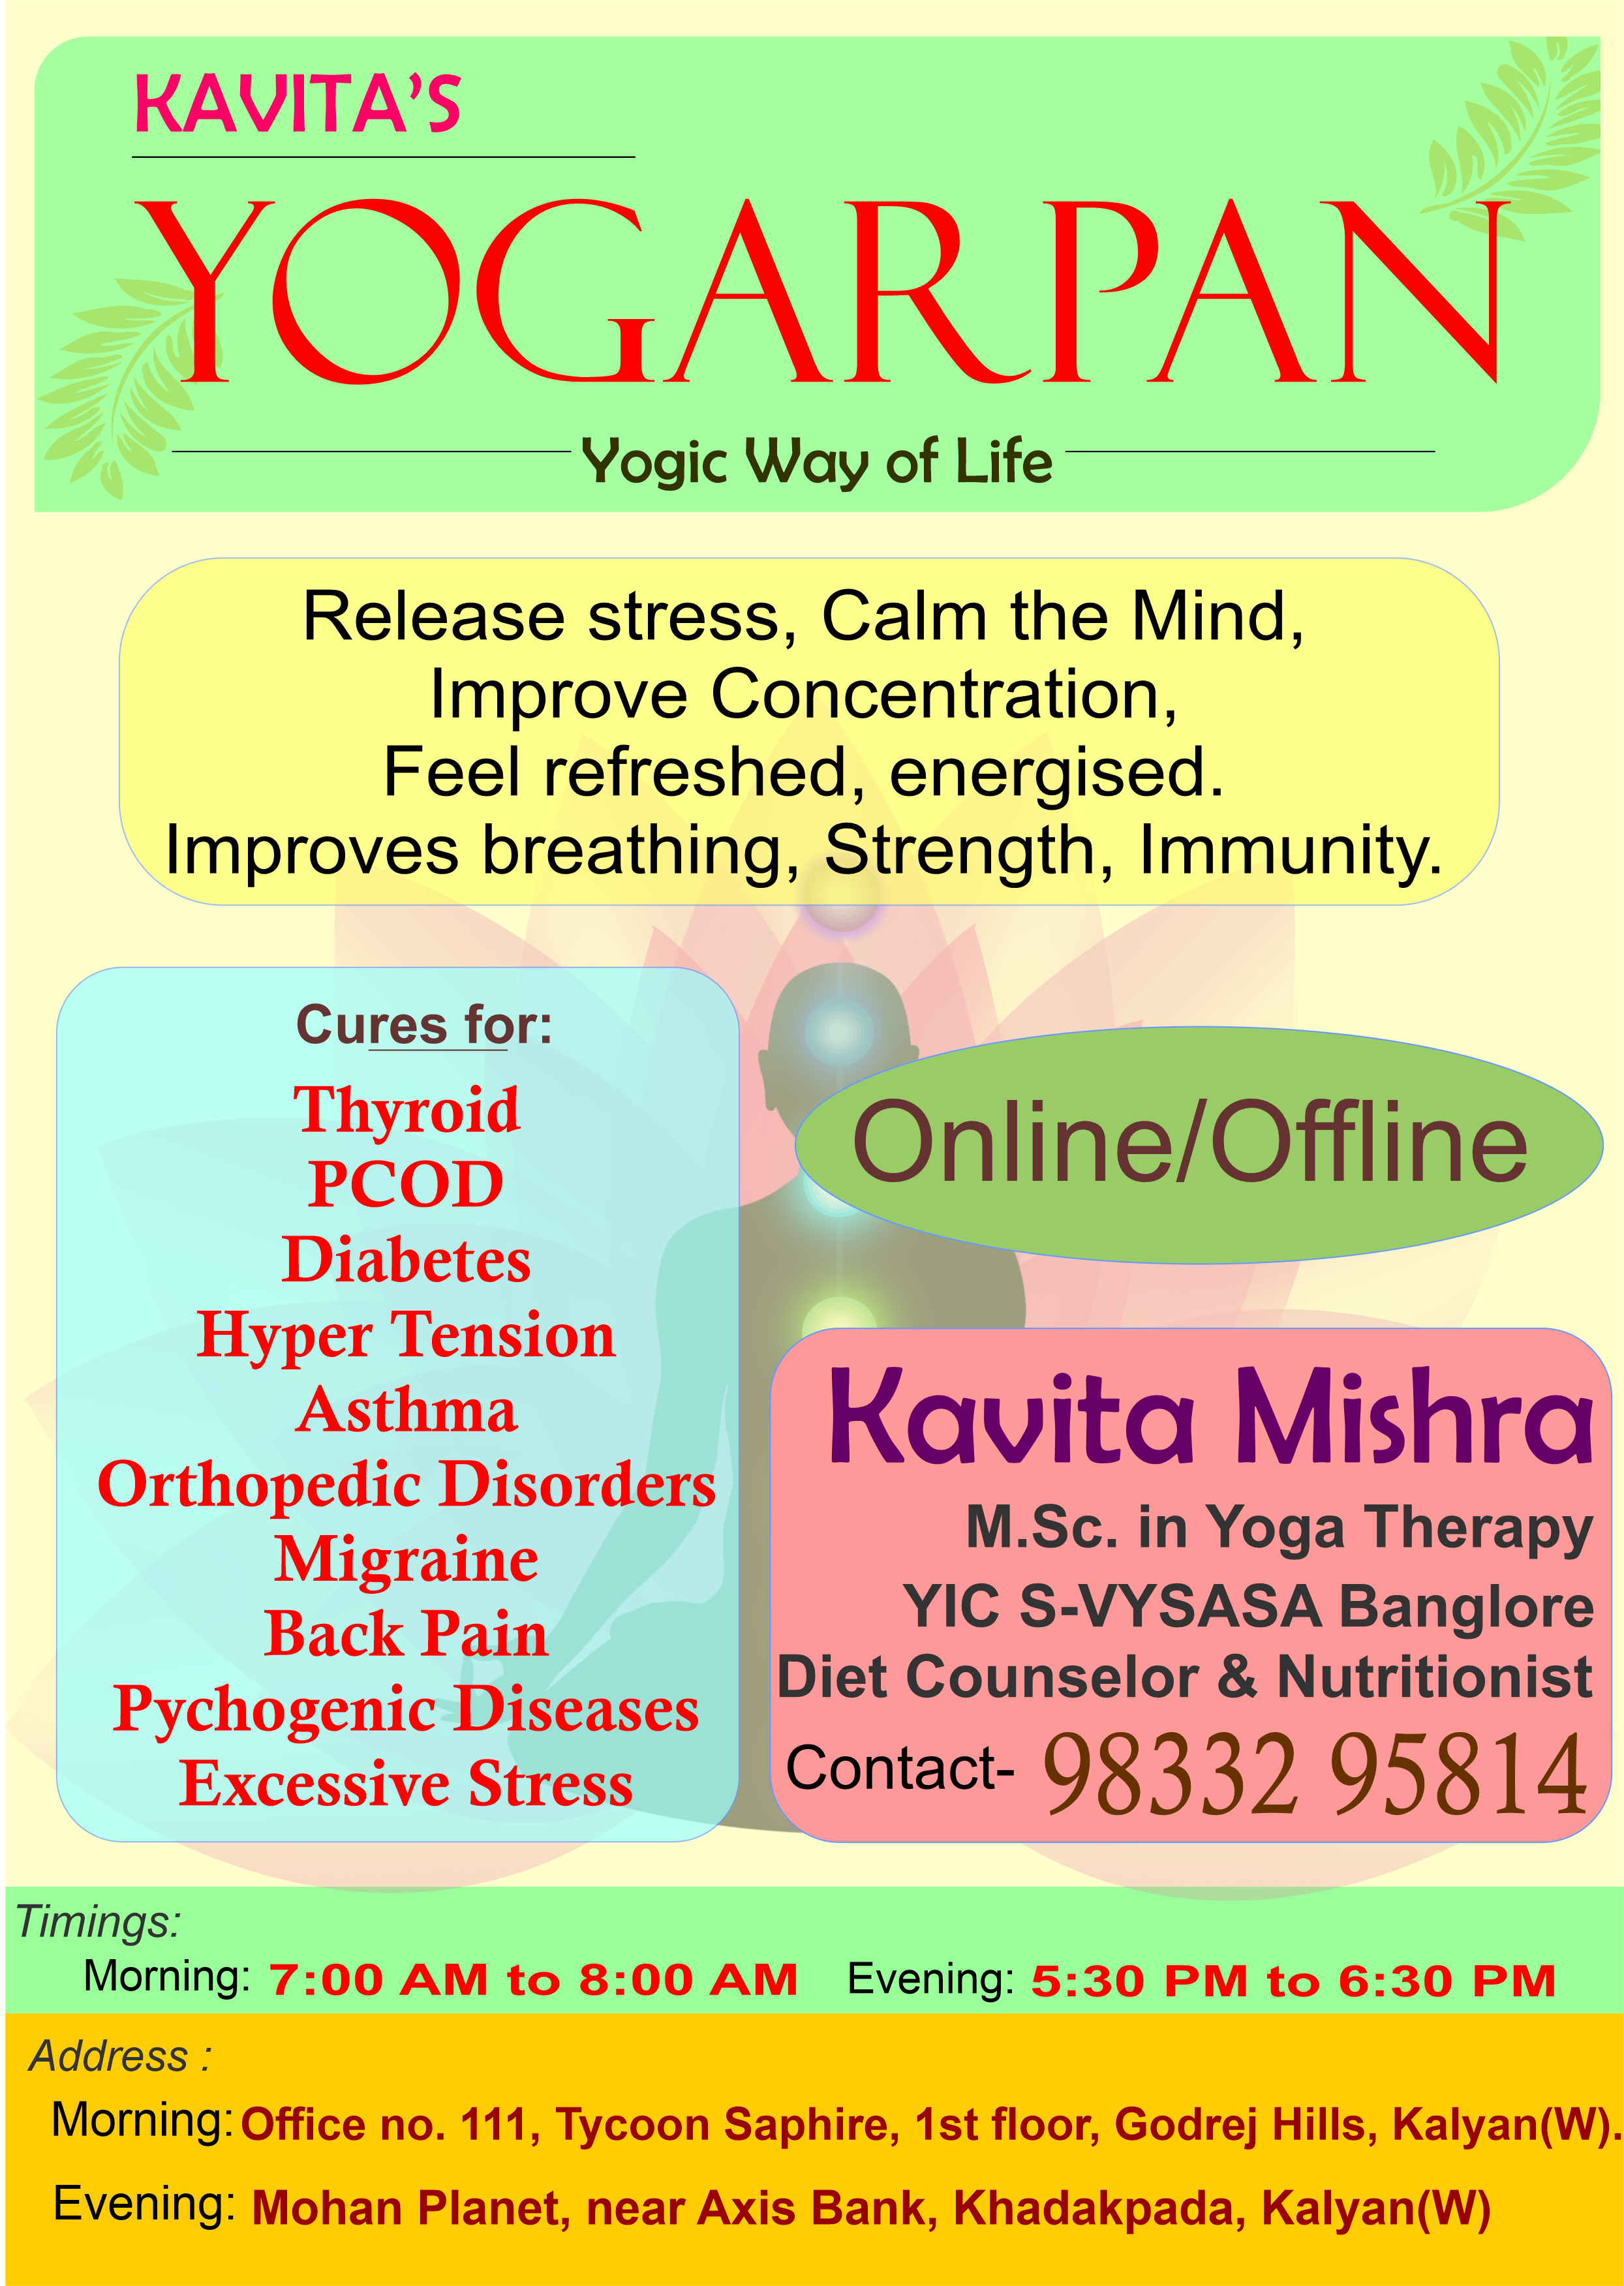 KAVITA’S
YOGARPAN
Yogic Way of Life
Release stress, Calm the Mind,
Improve Concentration,
Feel refreshed, energised.
Improves breathing, Strength, Immunity.
Cures for:
Thyroid
PCOD
Diabetes
Hyper Tension
Asthma
Orthopedic Disorders
Migraine
Back Pain
Pychogenic Diseases
Excessive Stress
Online/Offline
Kavita Mishra
M.Sc. in Yoga Therapy
YIC S-VYSASA Banglore
Diet Counselor & Nutritionist
Contact- 98332 95814
Timings:
Morning: 7:00 AM to 8:00 AM Evening: 5:30 PM to 6:30 PM
Address :
Morning: Office no. 111, Tycoon Saphire, 1st floor, Godrej Hills, Kalyan(W).
Evening: Mohan Planet, near Axis Bank, Khadakpada, Kalyan(W)